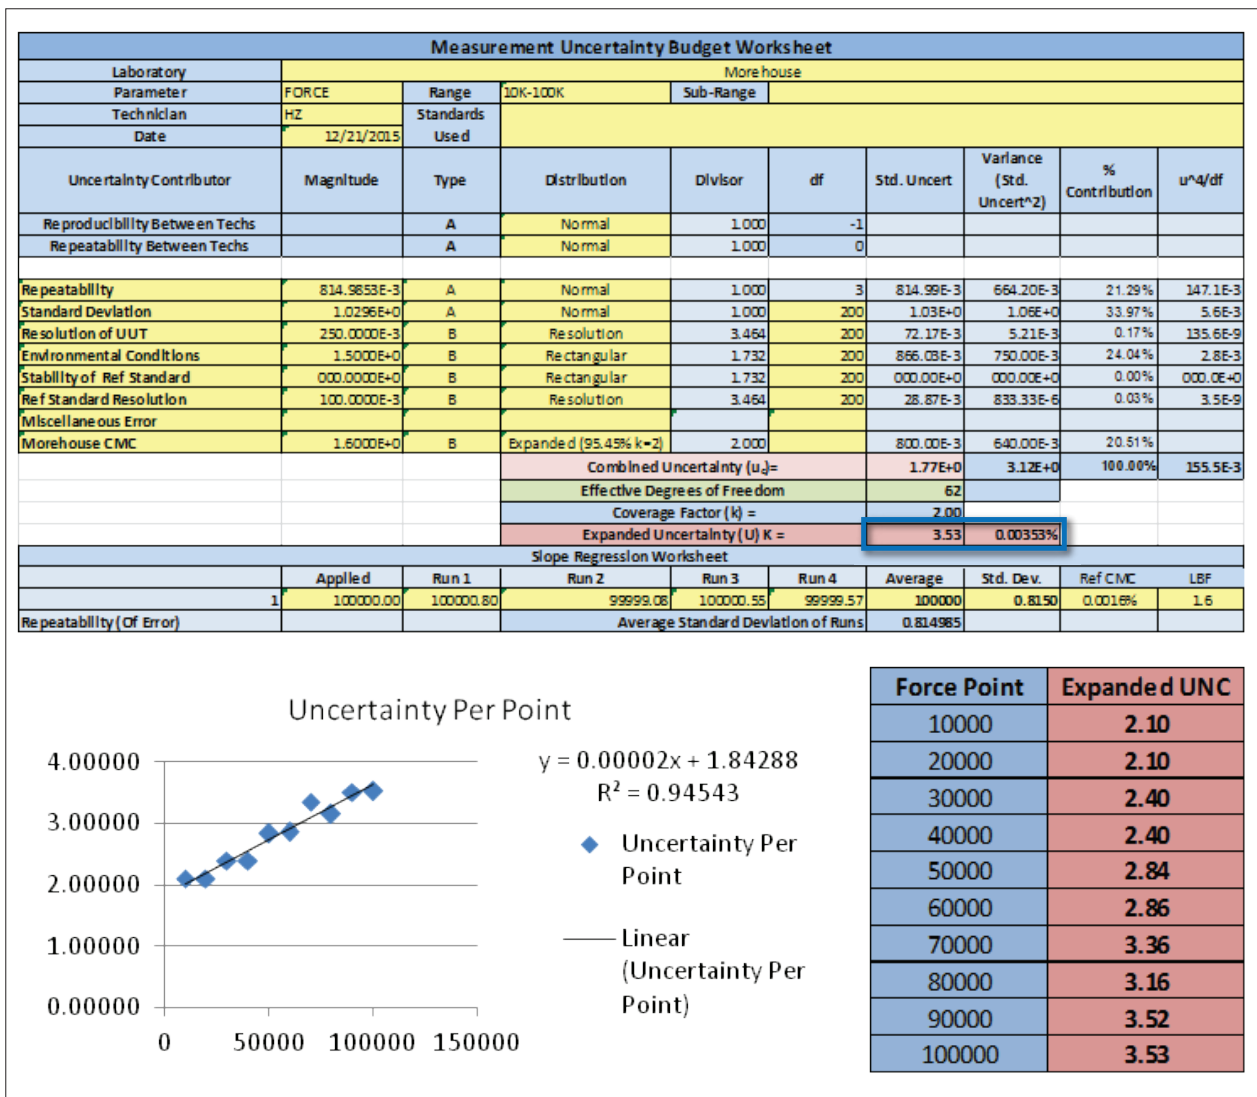 Measurement Uncertainty Budget Worksheet
Laboratory Morehouse
Parameter FORCE Range 10K-100K Sub-Range
Technician HZ Standards
Date 12/21/2015 Used
Uncertainty Contributor Magnitude Type Distribution Divisor df Std. Uncert Variance (Std. Uncert^2) % Contribution u^4/df
Reproducibility Between Techs A Normal 1.000 -1
Repeatability Between Techs A Normal 1.000 0
Repeatability 814.9853E-3 A Normal 1.000 3 814.99E-3 664.20E-3 21.29% 147.1E-3
Standard Deviation 1.0296E+0 A Normal 1.000 200 1.03E+0 1.06E+0 33.97% 5.6E-3
Resolution of UUT 250.0000E-3 B Resolution 3.464 200 72.17E-3 5.21E-3 0.17% 135.6E-9
Environmental Conditions 1.5000E+0 B Rectangular 1.732 200 866.03E-3 750.00E-3 24.04% 2.8E-3
Stability of Ref Standard 000.0000E+0 B Rectangular 1.732 200 000.00E+0 000.00E+0 0.00% 000.0E+0
Ref Standard Resolution 100.0000E-3 B Resolution 3.464 200 28.87E-3 833.33E-6 0.03% 3.5E-9
Miscellaneous Error
Morehouse CMC 1.6000E+0 B Expanded (95.45% k=2) 2.000 800.00E-3 640.00E-3 20.51%
Combined Uncertainty (uc)= 1.77E+0 3.12E+0 100.00% 155.5E-3
Effective Degrees of Freedom 62
Coverage Factor (k) = 2.00
Expanded Uncertainty (U) K = 3.53 0.00353%
Slope Regression Worksheet
Applied Run 1 Run 2 Run 3 Run 4 Average Std. Dev. Ref CMC LBF
1 100000.00 100000.80 99999.08 100000.55 99999.57 100000 0.8150 0.0016% 1.6
Repeatability (Of Error) Average Standard Deviation of Runs 0.814985
Uncertainty Per Point
y = 0.00002x + 1.84288
R² = 0.94543
4.00000
3.00000
2.00000
1.00000
0.00000
0 50000 100000 150000
Uncertainty Per
Point
Linear
(Uncertainty Per
Point)
Force Point Expanded UNC
10000 2.10
20000 2.10
30000 2.40
40000 2.40
50000 2.84
60000 2.86
70000 3.36
80000 3.16
90000 3.52
100000 3.53